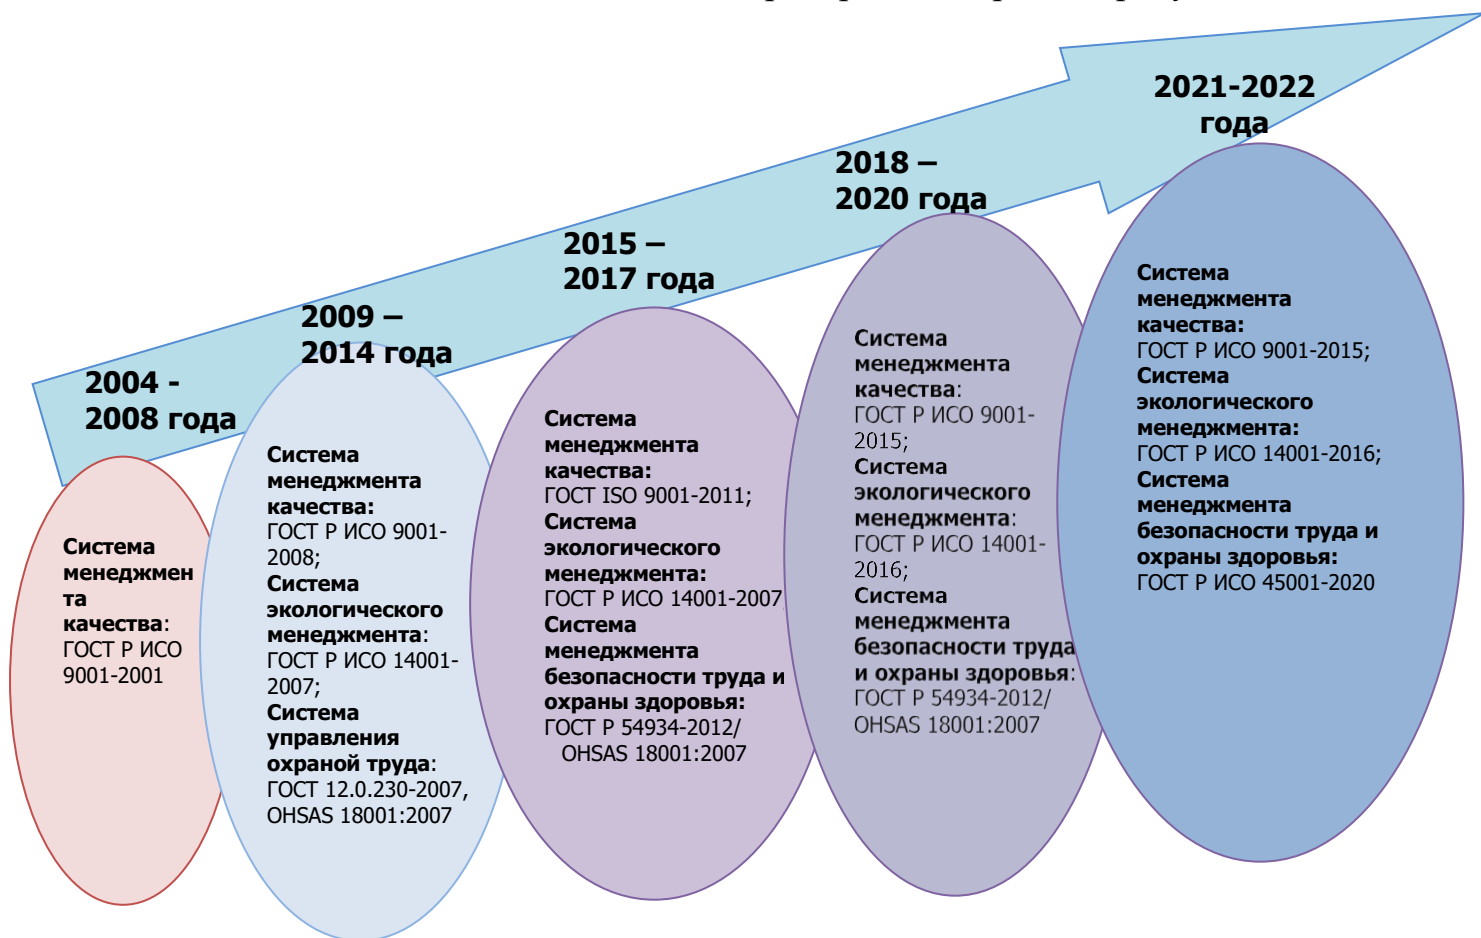 2004 -
2008 года
Система
менеджмен
та
качества:
ГОСТ Р ИСО
9001-2001
2009 –
2014 года
Система
менеджмента
качества:
ГОСТ Р ИСО 9001-
2008;
Система
экологического
менеджмента:
ГОСТ Р ИСО 14001-
2007;
Система
управления
охраной труда:
ГОСТ 12.0.230-2007,
OHSAS 18001:2007
2015 –
2017 года
Система
менеджмента
качества:
ГОСТ ISO 9001-2011;
Система
экологического
менеджмента:
ГОСТ Р ИСО 14001-2007;
Система
менеджмента
безопасности труда и
охраны здоровья:
ГОСТ Р 54934-2012/
OHSAS 18001:2007
2018 –
2020 года
Система
менеджмента
качества:
ГОСТ Р ИСО 9001-
2015;
Система
экологического
менеджмента:
ГОСТ Р ИСО 14001-
2016;
Система
менеджмента
безопасности труда
и охраны здоровья:
ГОСТ Р 54934-2012/
OHSAS 18001:2007
2021-2022
года
Система
менеджмента
качества:
ГОСТ Р ИСО 9001-2015;
Система
экологического
менеджмента:
ГОСТ Р ИСО 14001-2016;
Система
менеджмента
безопасности труда и
охраны здоровья:
ГОСТ Р ИСО 45001-2020